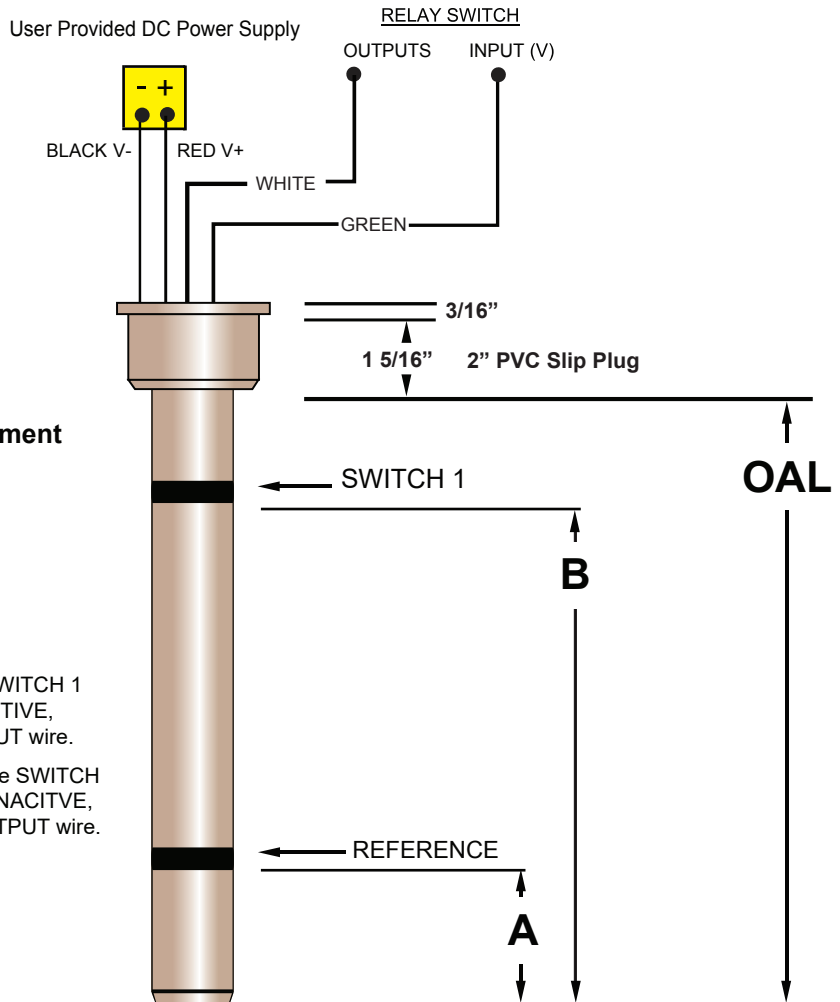 RELAY SWITCH
User Provided DC Power Supply
OUTPUTS INPUT (V)
- +
BLACK V- RED V+
WHITE
GREEN
3/16”
1 5/16” 2” PVC Slip Plug
ment
OAL
SWITCH 1
B
WITCH 1
TIVE,
UT wire.
e SWITCH
NACITVE,
TPUT wire.
REFERENCE
A